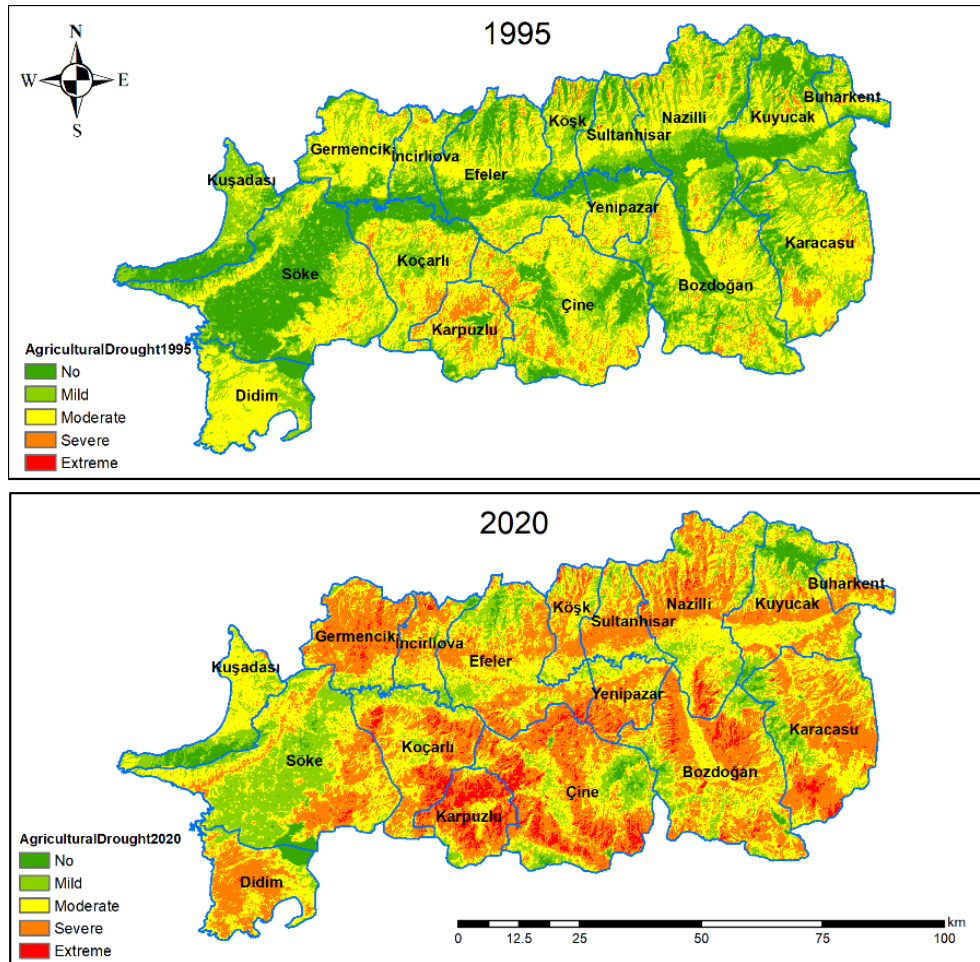 1995
N
W E
S
Buharkent
Köşk
Nazilli
Kuyucak
Sultanhisar
Germencik
İncirliova
Efeler
Kuşadası
Yenipazar
Karacasu
Koçarlı
Söke
Bozdoğan
Çine
Karpuzlu
AgriculturalDrought1995
No
Mild
Moderate
Severe
Extreme
Didim
2020
Buharkent
Köşk
Nazilli
Kuyucak
Sultanhisar
Germencik
İncirliova
Efeler
Kuşadası
Yenipazar
Karacasu
Koçarlı
Söke
Bozdoğan
Çine
Karpuzlu
AgriculturalDrought2020
No
Mild
Moderate
Severe
Extreme
Didim
km
0 12.5 25 50 75 100